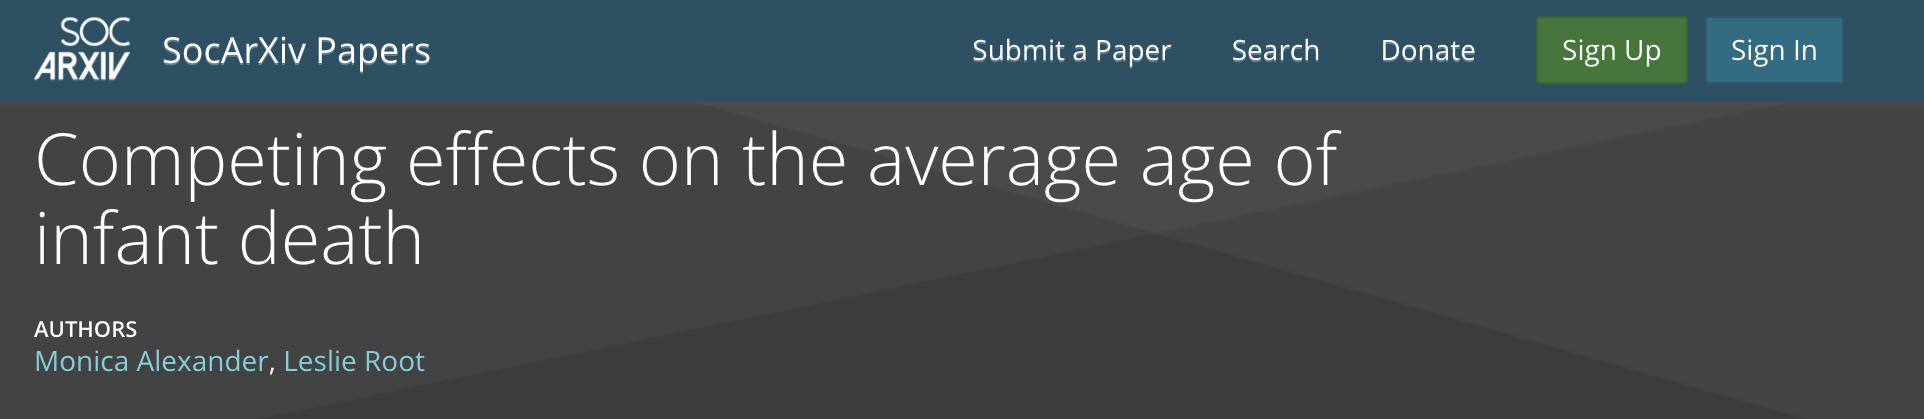 SOC
ARXIV
SocArXiv Papers
Submit a Paper
Search
Donate
Sign Up
Sign In
Competing effects on the average age of
infant death
AUTHORS
Monica Alexander, Leslie Root